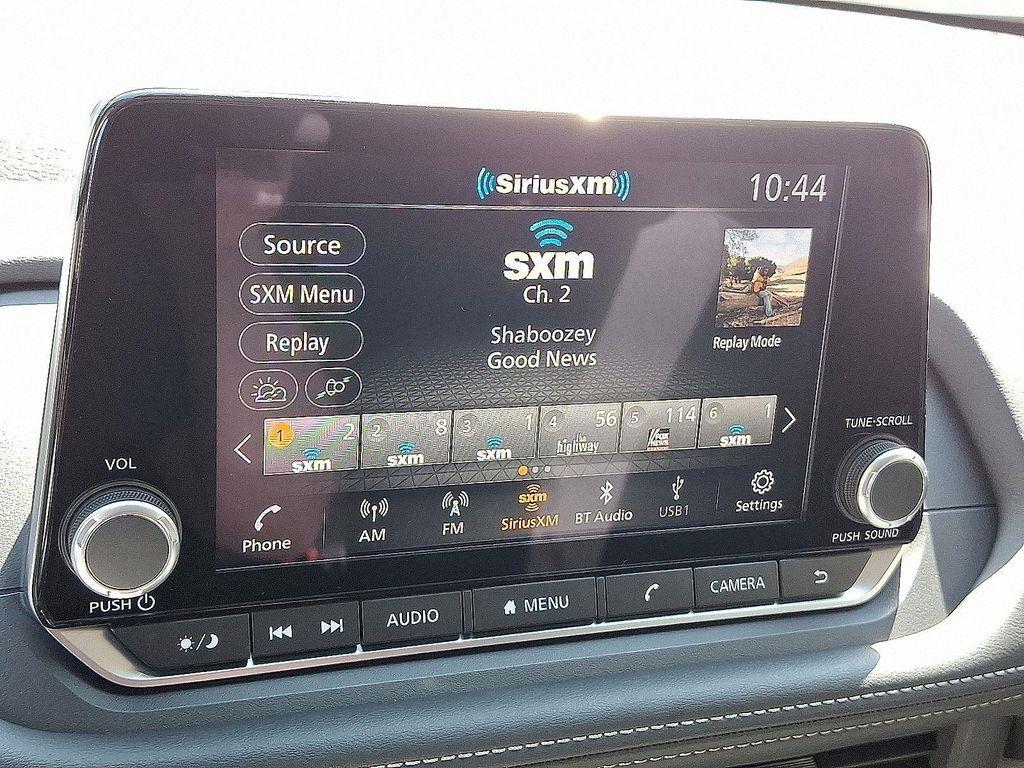 SiriusXM
10:44
Source
SXM Menu
Replay
sxm
Ch. 2
Shaboozey
Good News
Replay Mode
1 2 sxm
2 8 sxm
3 1 sxm
4 56 the highway
5 114 FOX NEWS
6 1 sxm
Phone
AM
FM
sxm
SiriusXM
BT Audio
USB1
Settings
VOL
PUSH
TUNE·SCROLL
PUSH SOUND
AUDIO
MENU
CAMERA